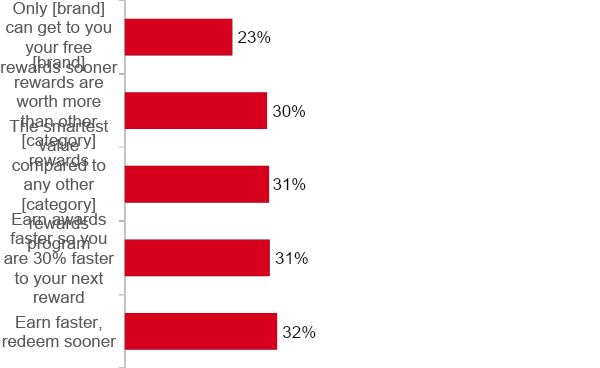 Only [brand]
can get to you
your free
rewards sooner
23%
[brand]
rewards are
worth more
than other
[category]
rewards
30%
The smartest
value
compared to
any other
[category]
rewards
program
31%
Earn awards
faster so you
are 30% faster
to your next
reward
31%
Earn faster,
redeem sooner
32%